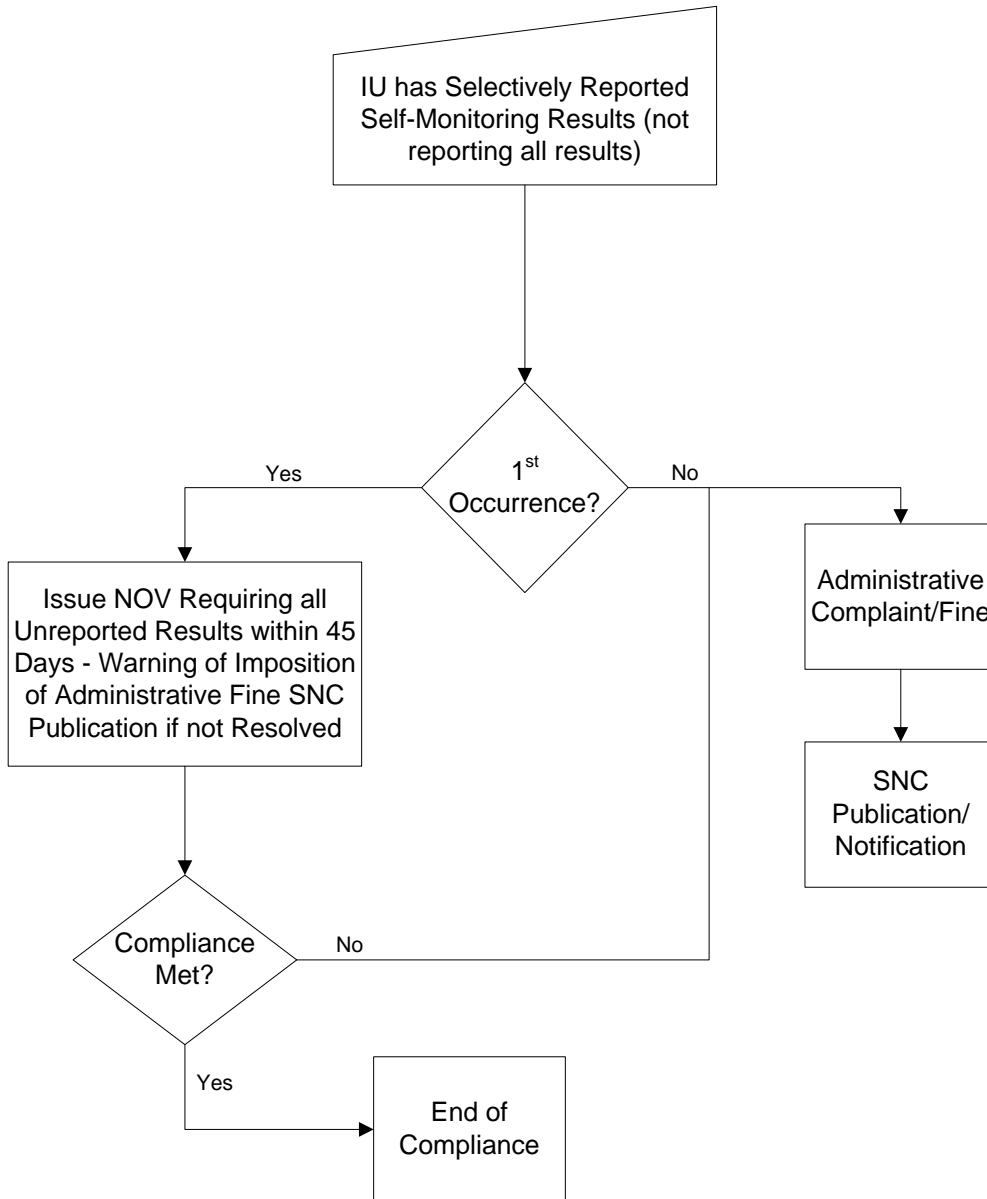 IU has Selectively Reported
Self-Monitoring Results (not
reporting all results)
1st
Occurrence?
Yes
No
Issue NOV Requiring all
Unreported Results within 45
Days - Warning of Imposition
of Administrative Fine SNC
Publication if not Resolved
Administrative
Complaint/Fine
SNC
Publication/
Notification
Compliance
Met?
No
Yes
End of
Compliance